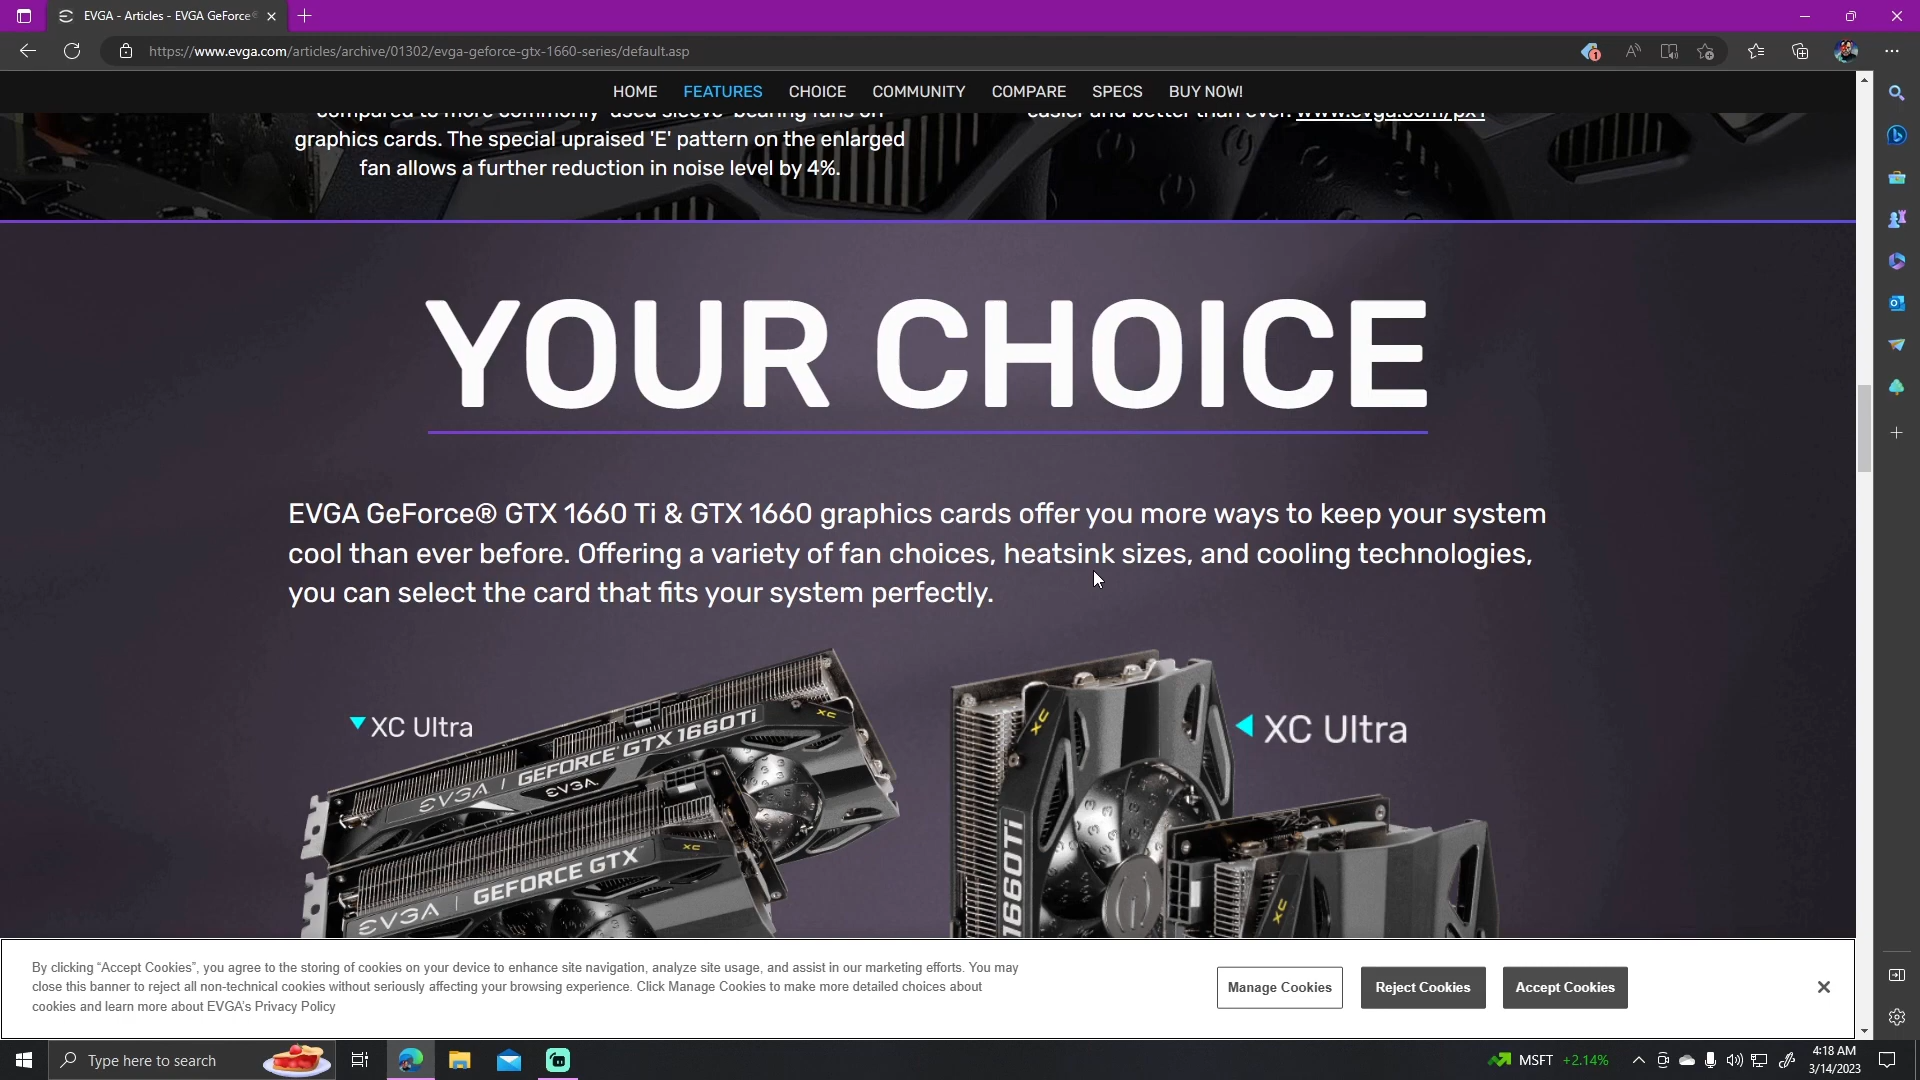 EVGA - Articles - EVGA GeForce
https://www.evga.com/articles/archive/01302/evga-geforce-gtx-1660-series/default.asp
1
HOME FEATURES CHOICE COMMUNITY COMPARE SPECS BUY NOW!
graphics cards. The special upraised 'E' pattern on the enlarged
fan allows a further reduction in noise level by 4%.
easier and better than ever. www.evga.com/px1
YOUR CHOICE
EVGA GeForce® GTX 1660 Ti & GTX 1660 graphics cards offer you more ways to keep your system
cool than ever before. Offering a variety of fan choices, heatsink sizes, and cooling technologies,
you can select the card that fits your system perfectly.
XC Ultra
XC Ultra
EVGA | GEFORCE GTX 1660Ti
XC
EVGA
EVGA | GEFORCE GTX
XC
XC
1660Ti
XC
By clicking “Accept Cookies”, you agree to the storing of cookies on your device to enhance site navigation, analyze site usage, and assist in our marketing efforts. You may
close this banner to reject all non-technical cookies without seriously affecting your browsing experience. Click Manage Cookies to make more detailed choices about
cookies and learn more about EVGA's Privacy Policy
Manage Cookies
Reject Cookies
Accept Cookies
Type here to search
MSFT +2.14%
4:18 AM
3/14/2023